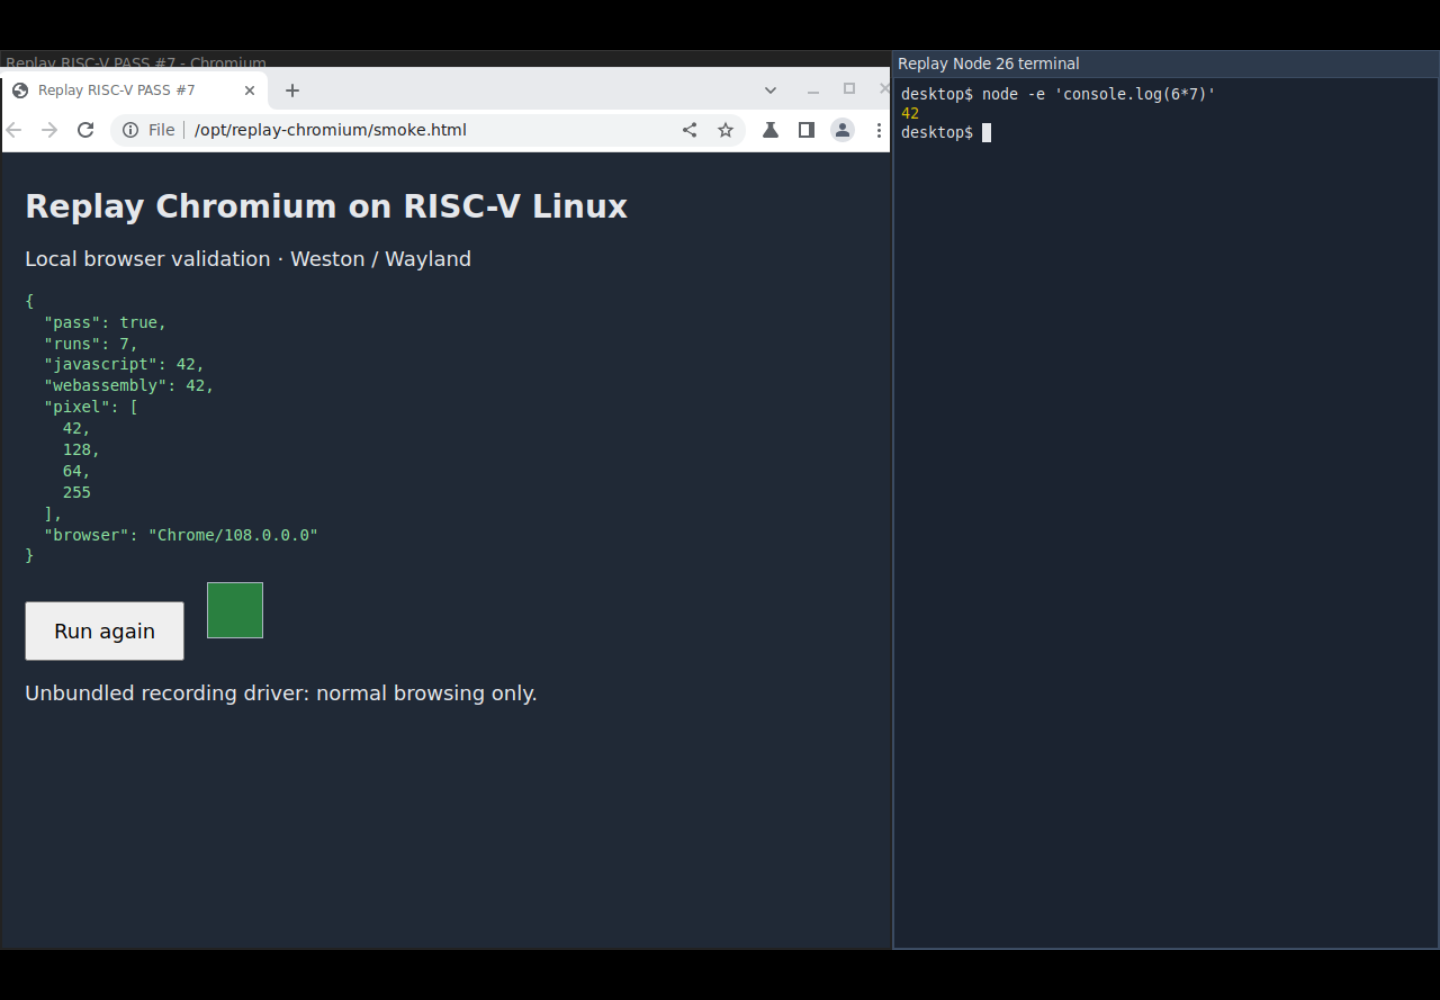 Replay RISC-V PASS #7 - Chromium
Replay RISC-V PASS #7
File
/opt/replay-chromium/smoke.html
Replay Chromium on RISC-V Linux
Local browser validation · Weston / Wayland
{
  "pass": true,
  "runs": 7,
  "javascript": 42,
  "webassembly": 42,
  "pixel": [
    42,
    128,
    64,
    255
  ],
  "browser": "Chrome/108.0.0.0"
}
Run again
Unbundled recording driver: normal browsing only.
Replay Node 26 terminal
desktop$ node -e 'console.log(6*7)'
42
desktop$